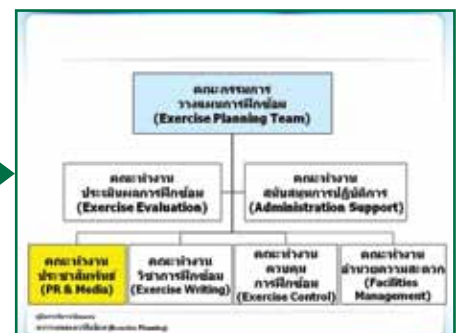 คณะกรรมการ
วางแผนการฝึกซ้อม
(Exercise Planning Team)
คณะทำงาน
ประเมินผลการฝึกซ้อม
(Exercise Evaluation)
คณะทำงาน
สนับสนุนการปฏิบัติการ
(Administration Support)
คณะทำงาน
ประชาสัมพันธ์
(PR & Media)
คณะทำงาน
วิชาการฝึกซ้อม
(Exercise Writing)
คณะทำงาน
ควบคุม
การฝึกซ้อม
(Exercise Control)
คณะทำงาน
อำนวยความสะดวก
(Facilities
Management)
(Exercise Planning)